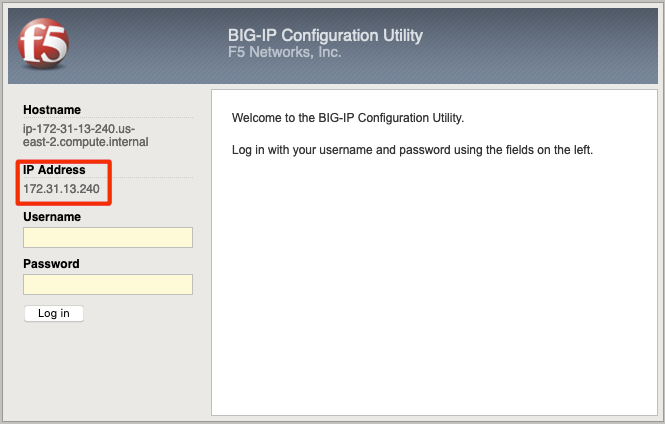 f5
BIG-IP Configuration Utility
F5 Networks, Inc.
Hostname
ip-172-31-13-240.us-
east-2.compute.internal
IP Address
172.31.13.240
Username
Password
Log in
Welcome to the BIG-IP Configuration Utility.
Log in with your username and password using the fields on the left.